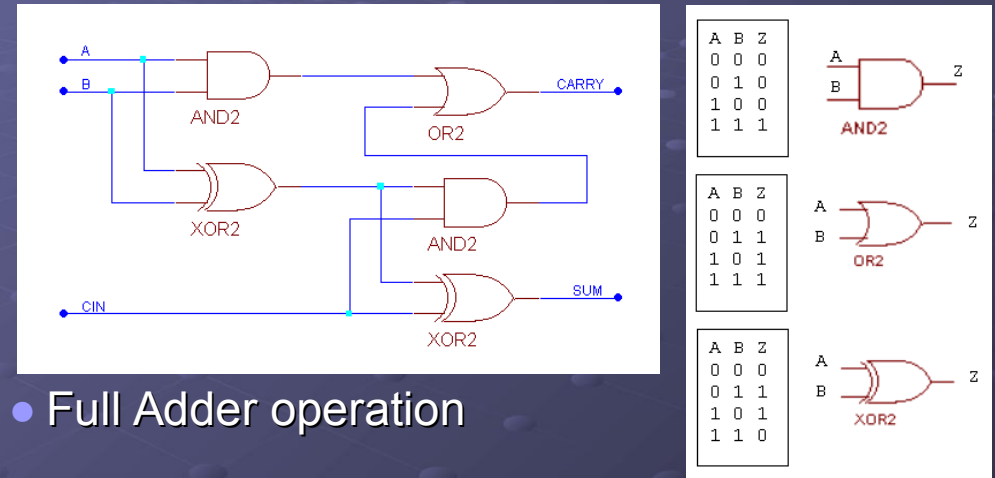 A
B
AND2
CARRY
OR2
XOR2
AND2
CIN
SUM
XOR2
Full Adder operation
A B Z
0 0 0
0 1 0
1 0 0
1 1 1
A
B
Z
AND2
A B Z
0 0 0
0 1 1
1 0 1
1 1 1
A
B
Z
OR2
A B Z
0 0 0
0 1 1
1 0 1
1 1 0
A
B
Z
XOR2